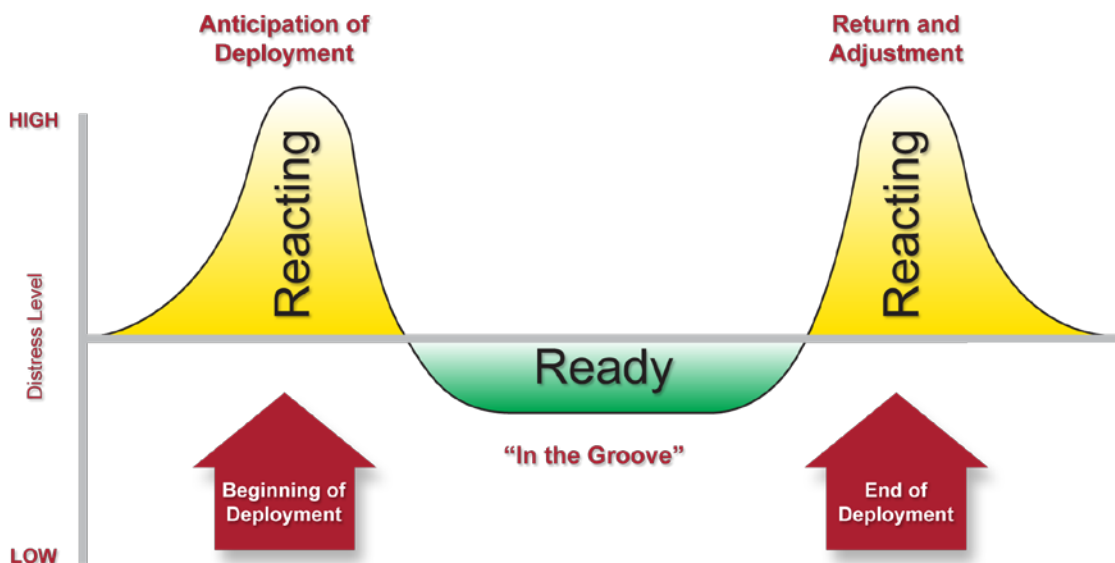 Anticipation of
Deployment
Return and
Adjustment
HIGH
Reacting
Reacting
Distress Level
Ready
"In the Groove"
Beginning of
Deployment
End of
Deployment
LOW